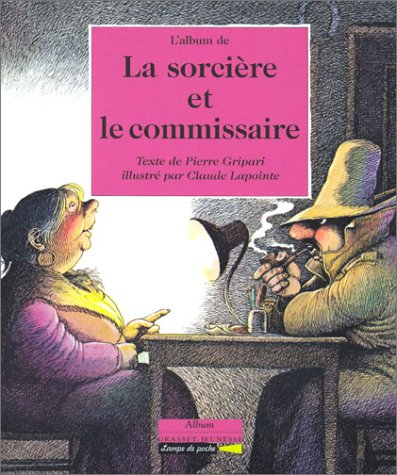 L'album de
La sorcière
et
le commissaire
Texte de Pierre Gripari
illustré par Claude Lapointe
Album
GRASSET-JEUNESSE
Lampe de poche